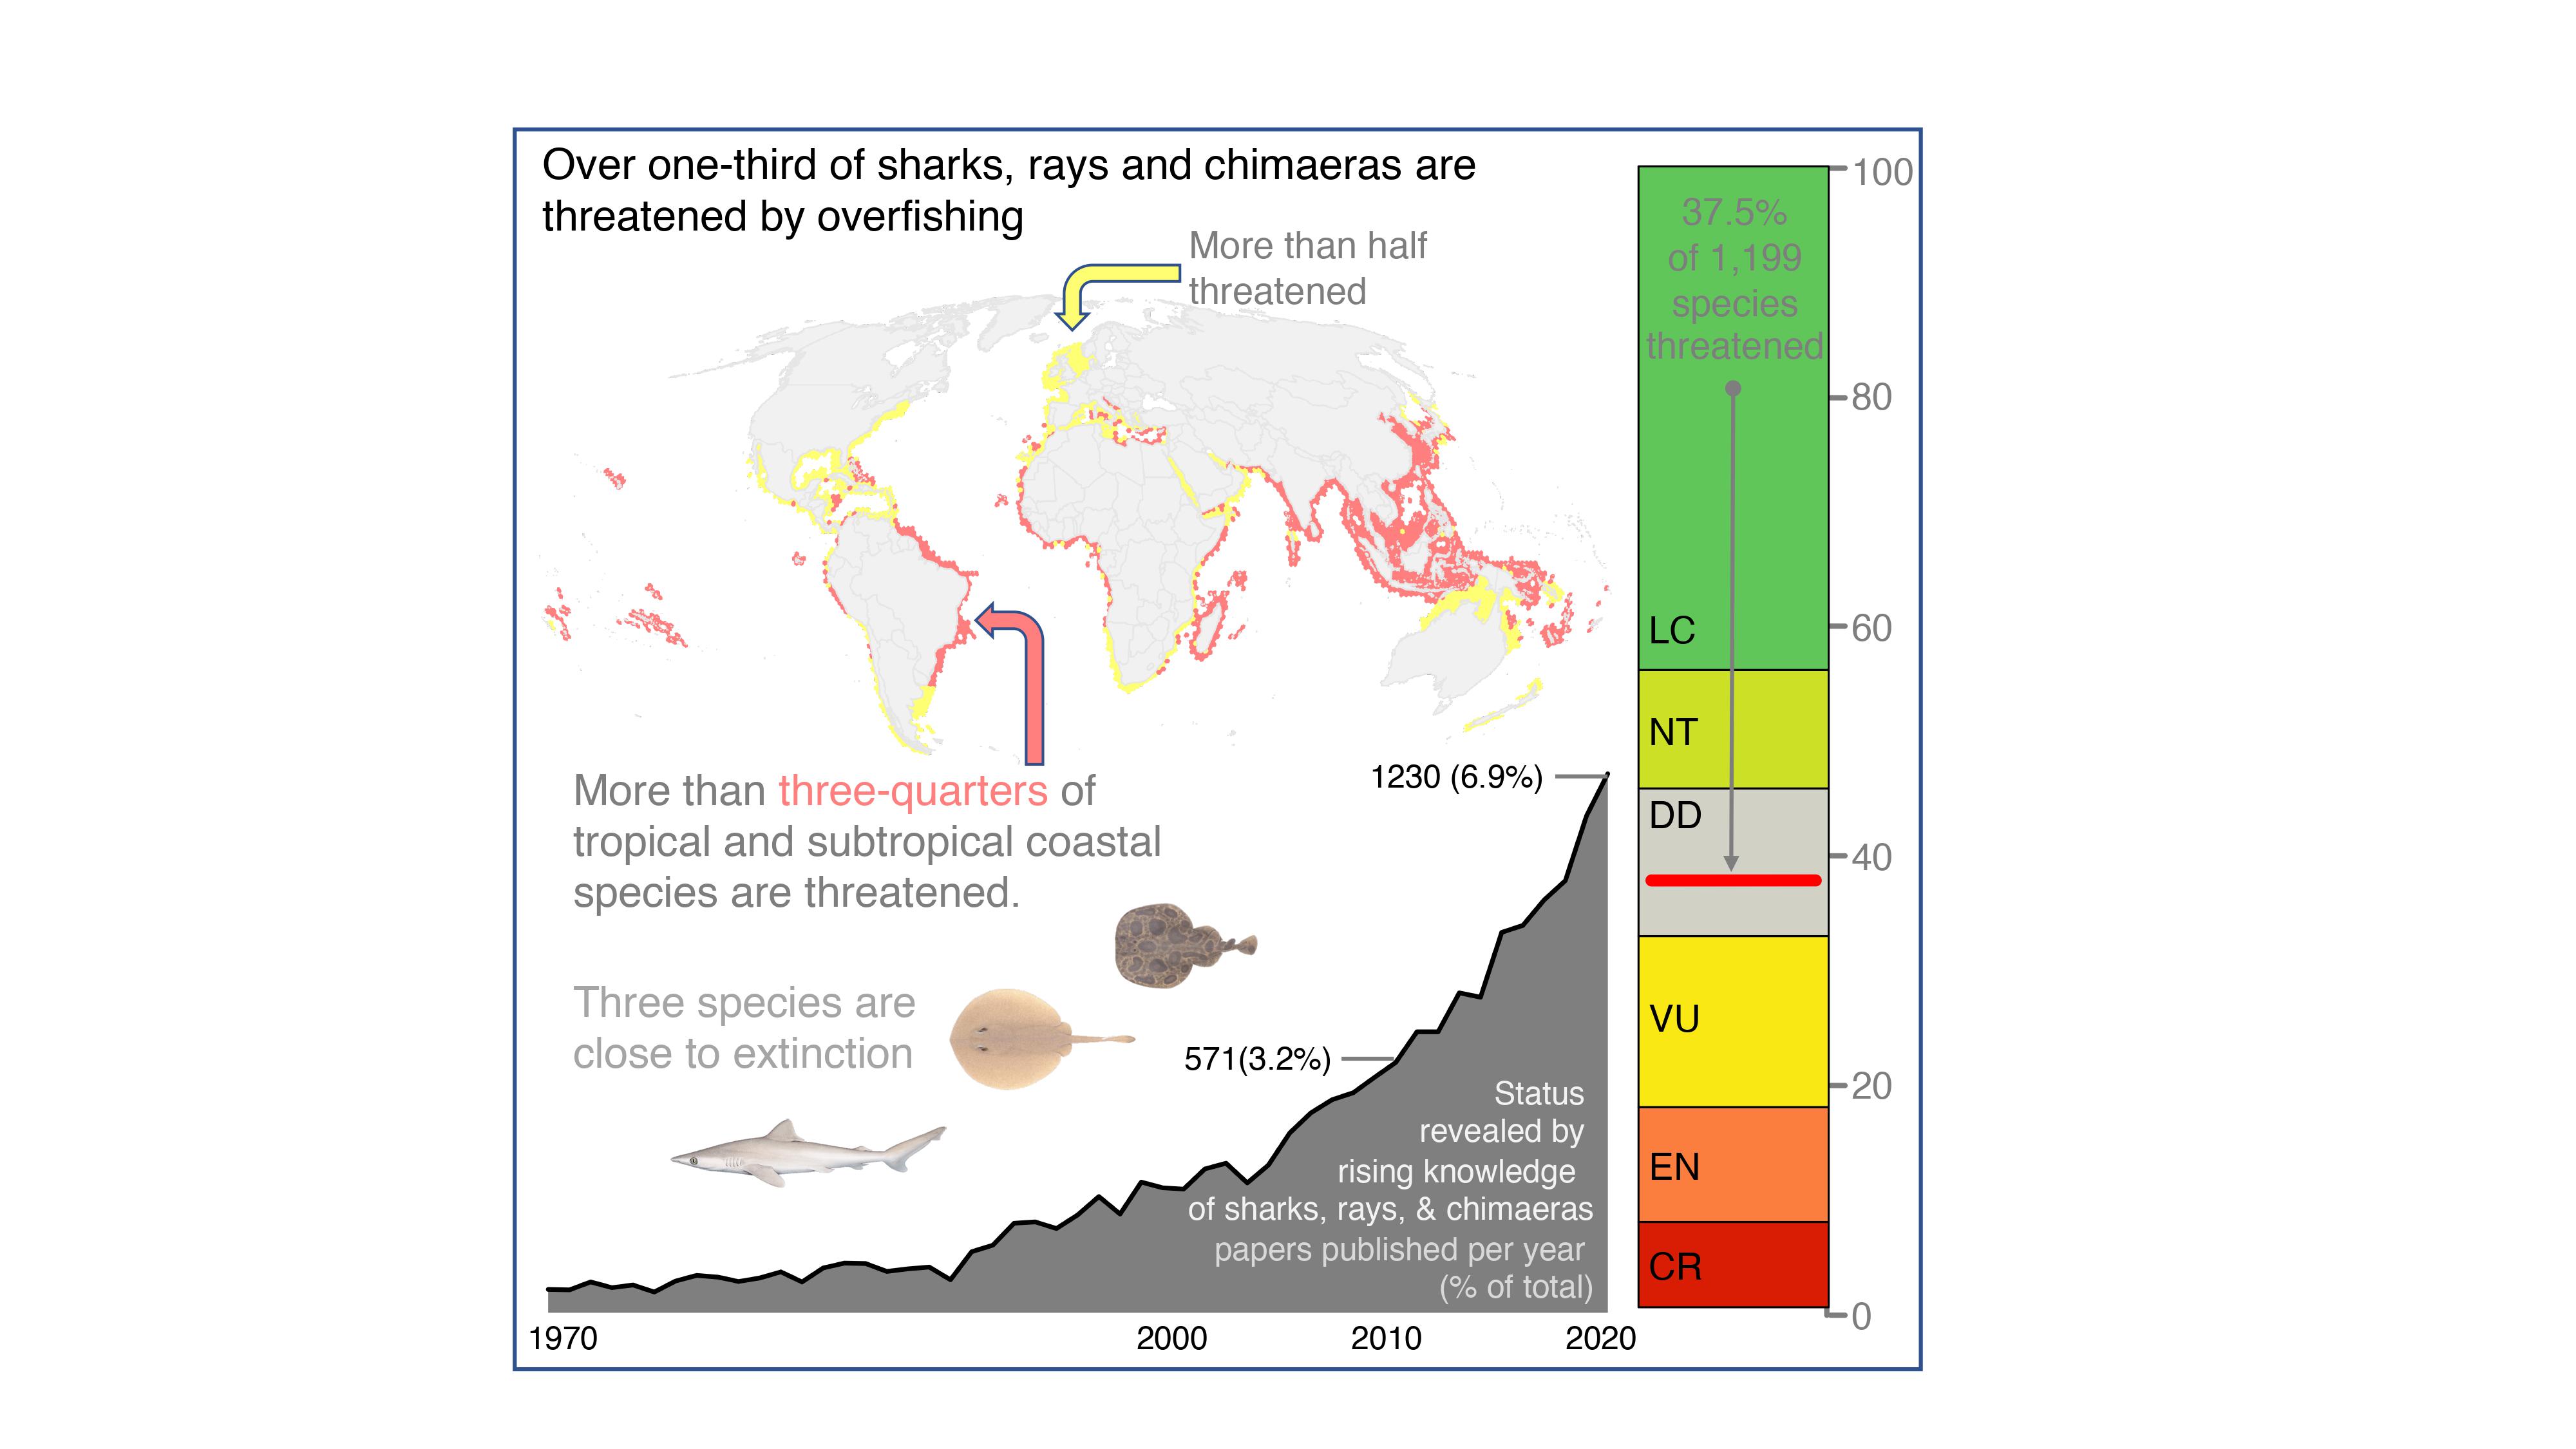 Over one-third of sharks, rays and chimaeras are
threatened by overfishing
More than half
threatened
More than three-quarters of
tropical and subtropical coastal
species are threatened.
Three species are
close to extinction
1230 (6.9%)
571(3.2%)
Status
revealed by
rising knowledge
of sharks, rays, & chimaeras
papers published per year
(% of total)
1970
2000
2010
2020
37.5%
of 1,199
species
threatened
LC
NT
DD
VU
EN
CR
100
80
60
40
20
0